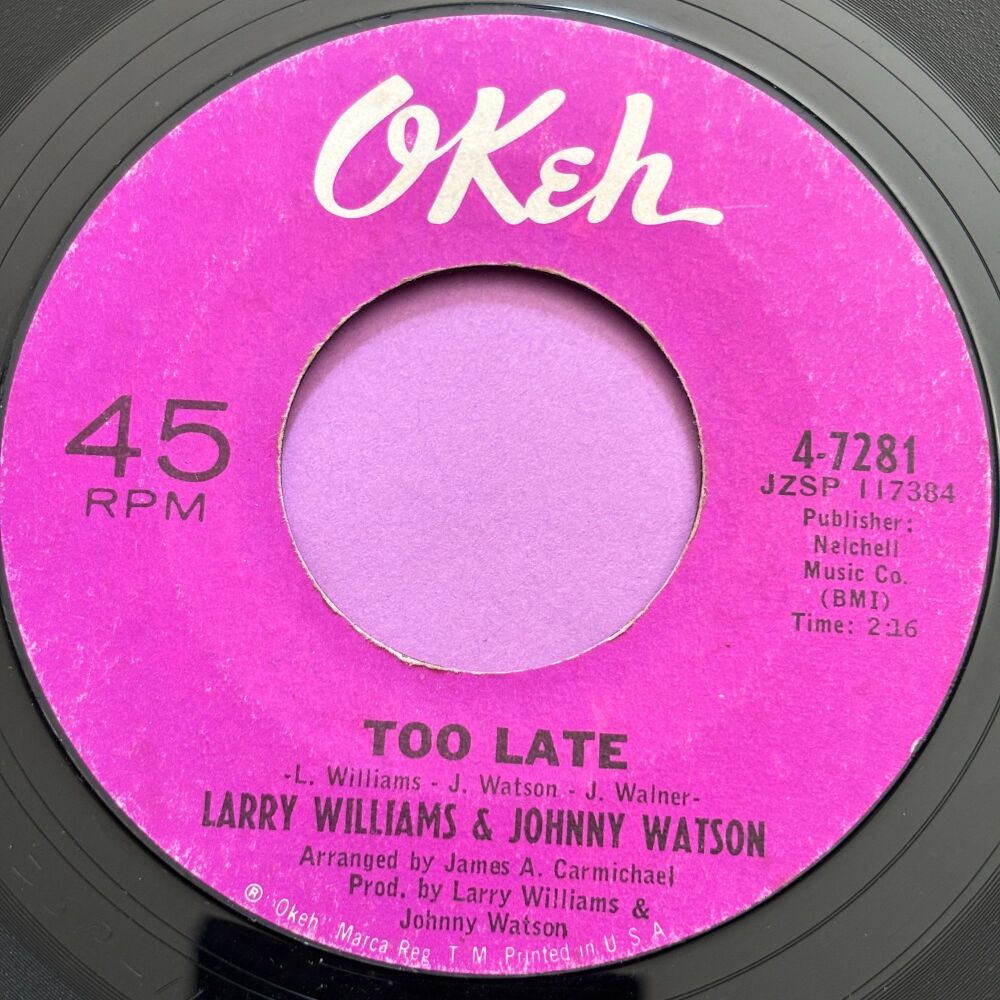 OKeh
45
RPM
4-7281
JZSP 117384
Publisher:
Nelchell
Music Co.
(BMI)
Time: 2:16
TOO LATE
-L. Williams - J. Watson - J. Walner-
LARRY WILLIAMS & JOHNNY WATSON
Arranged by James A. Carmichael
Prod. by Larry Williams &
Johnny Watson
® "Okeh" Marca Reg. T M Printed in U S A